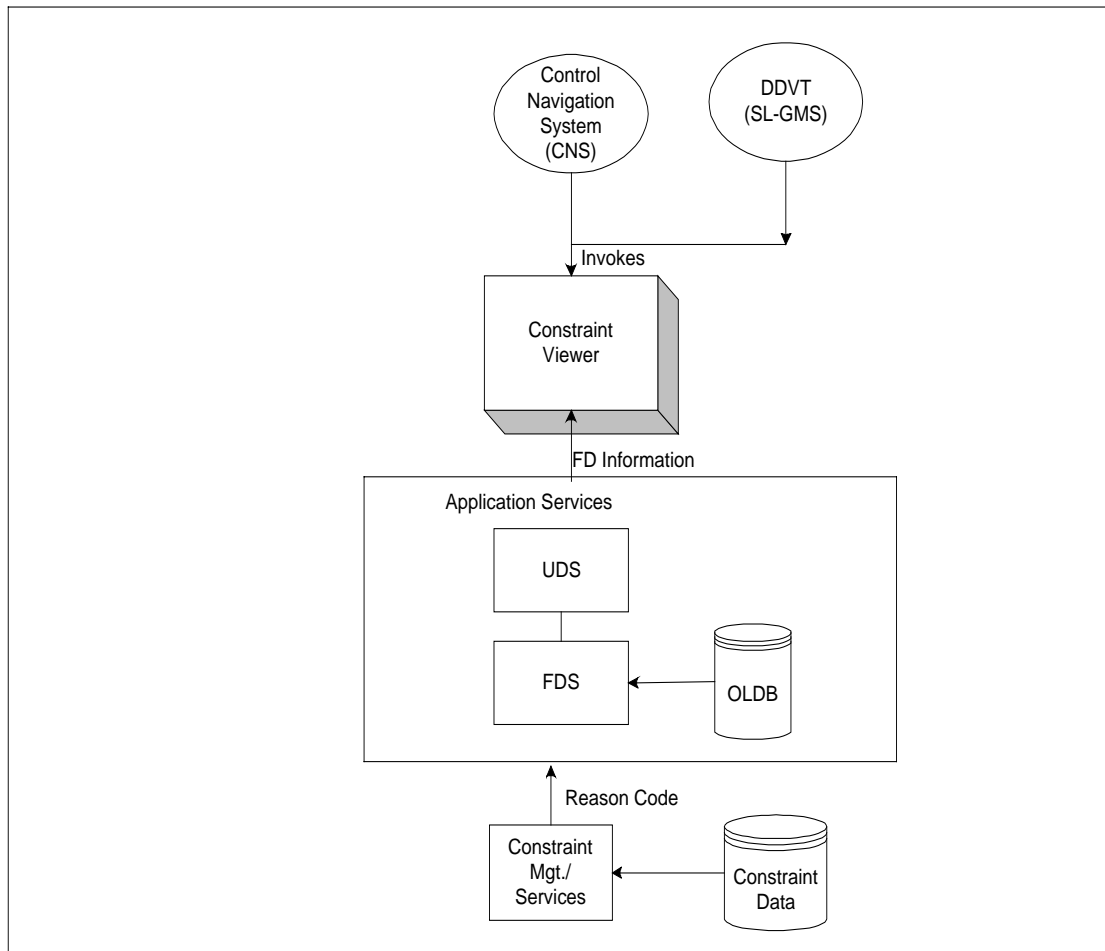 Control
Navigation
System
(CNS)
DDVT
(SL-GMS)
Invokes
Constraint
Viewer
FD Information
Application Services
UDS
FDS
OLDB
Reason Code
Constraint
Mgt./
Services
Constraint
Data